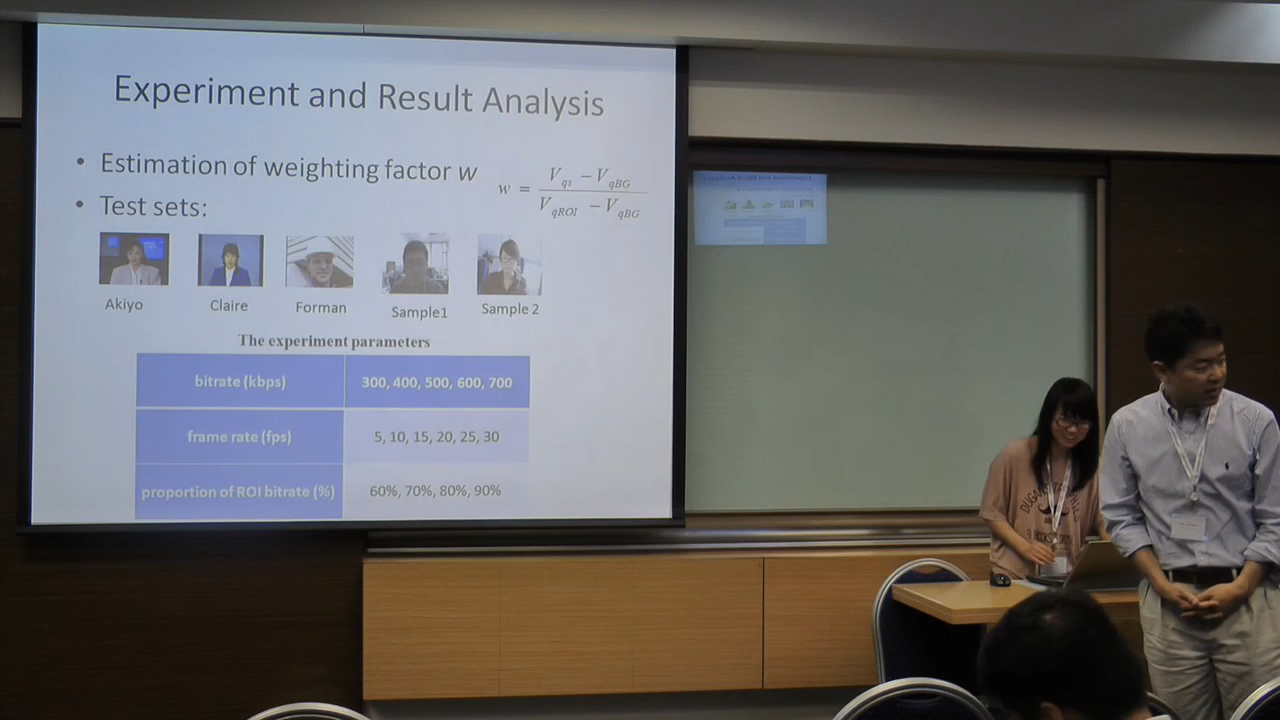 Experiment and Result Analysis
• Estimation of weighting factor w
w = (V_qs − V_qBG) / (V_qROI − V_qBG)
• Test sets:
Akiyo
Claire
Forman
Sample1
Sample 2
The experiment parameters
bitrate (kbps) 300, 400, 500, 600, 700
frame rate (fps) 5, 10, 15, 20, 25, 30
proportion of ROI bitrate (%) 60%, 70%, 80%, 90%